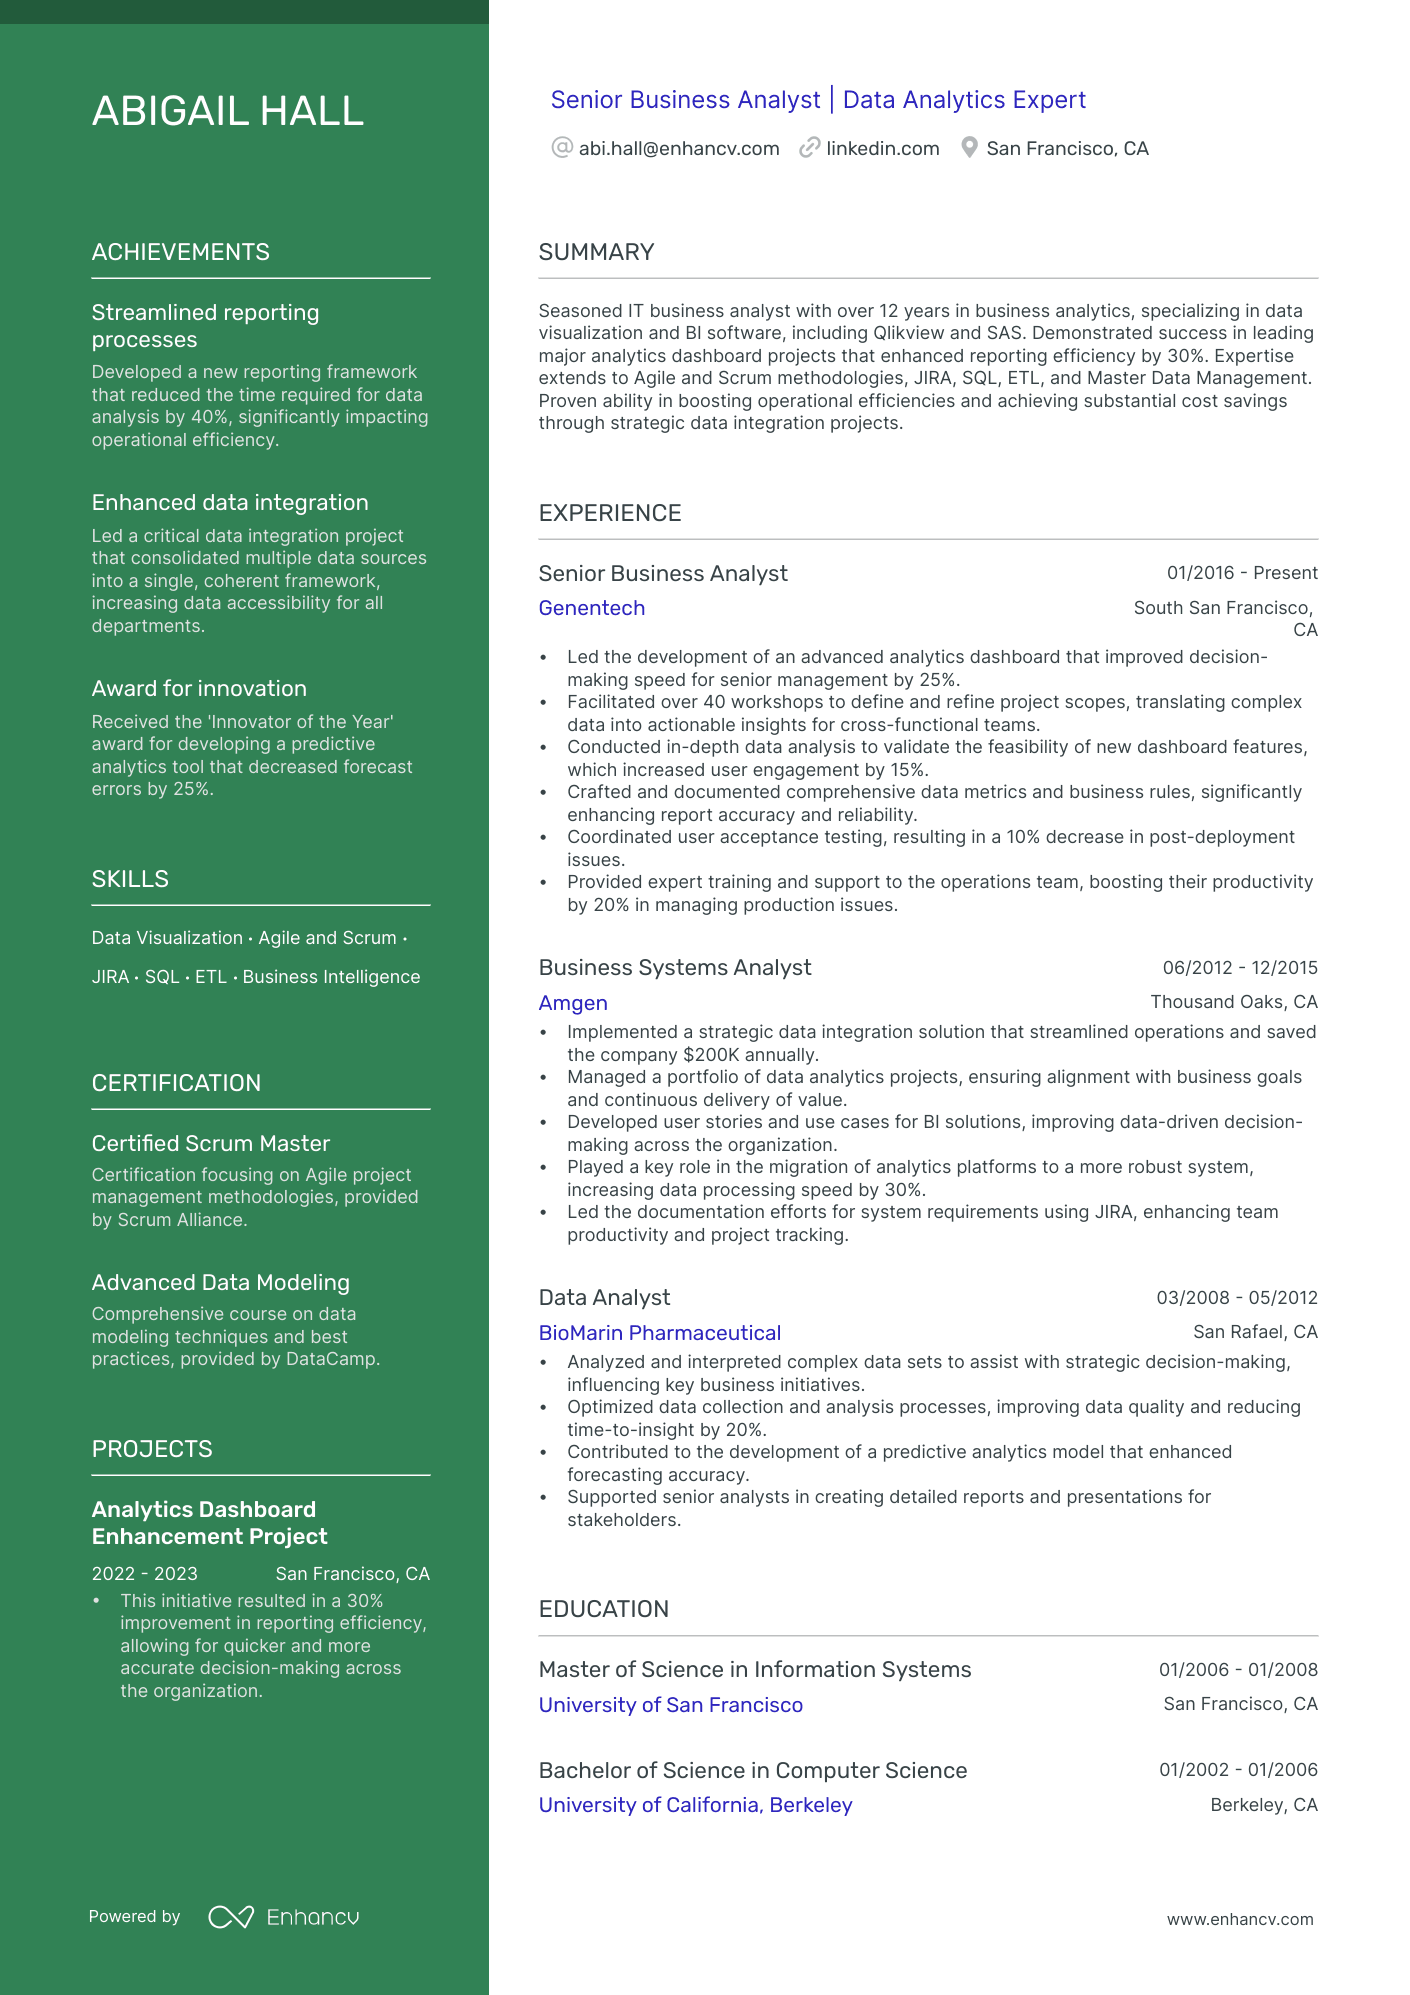 ABIGAIL HALL
Senior Business Analyst | Data Analytics Expert
abi.hall@enhancv.com linkedin.com San Francisco, CA
ACHIEVEMENTS
Streamlined reporting
processes
Developed a new reporting framework
that reduced the time required for data
analysis by 40%, significantly impacting
operational efficiency.
Enhanced data integration
Led a critical data integration project
that consolidated multiple data sources
into a single, coherent framework,
increasing data accessibility for all
departments.
Award for innovation
Received the 'Innovator of the Year'
award for developing a predictive
analytics tool that decreased forecast
errors by 25%.
SKILLS
Data Visualization · Agile and Scrum ·
JIRA · SQL · ETL · Business Intelligence
CERTIFICATION
Certified Scrum Master
Certification focusing on Agile project
management methodologies, provided
by Scrum Alliance.
Advanced Data Modeling
Comprehensive course on data
modeling techniques and best
practices, provided by DataCamp.
PROJECTS
Analytics Dashboard
Enhancement Project
2022 - 2023 San Francisco, CA
• This initiative resulted in a 30%
improvement in reporting efficiency,
allowing for quicker and more
accurate decision-making across
the organization.
SUMMARY
Seasoned IT business analyst with over 12 years in business analytics, specializing in data
visualization and BI software, including Qlikview and SAS. Demonstrated success in leading
major analytics dashboard projects that enhanced reporting efficiency by 30%. Expertise
extends to Agile and Scrum methodologies, JIRA, SQL, ETL, and Master Data Management.
Proven ability in boosting operational efficiencies and achieving substantial cost savings
through strategic data integration projects.
EXPERIENCE
Senior Business Analyst 01/2016 - Present
Genentech South San Francisco,
CA
• Led the development of an advanced analytics dashboard that improved decision-
making speed for senior management by 25%.
• Facilitated over 40 workshops to define and refine project scopes, translating complex
data into actionable insights for cross-functional teams.
• Conducted in-depth data analysis to validate the feasibility of new dashboard features,
which increased user engagement by 15%.
• Crafted and documented comprehensive data metrics and business rules, significantly
enhancing report accuracy and reliability.
• Coordinated user acceptance testing, resulting in a 10% decrease in post-deployment
issues.
• Provided expert training and support to the operations team, boosting their productivity
by 20% in managing production issues.
Business Systems Analyst 06/2012 - 12/2015
Amgen Thousand Oaks, CA
• Implemented a strategic data integration solution that streamlined operations and saved
the company $200K annually.
• Managed a portfolio of data analytics projects, ensuring alignment with business goals
and continuous delivery of value.
• Developed user stories and use cases for BI solutions, improving data-driven decision-
making across the organization.
• Played a key role in the migration of analytics platforms to a more robust system,
increasing data processing speed by 30%.
• Led the documentation efforts for system requirements using JIRA, enhancing team
productivity and project tracking.
Data Analyst 03/2008 - 05/2012
BioMarin Pharmaceutical San Rafael, CA
• Analyzed and interpreted complex data sets to assist with strategic decision-making,
influencing key business initiatives.
• Optimized data collection and analysis processes, improving data quality and reducing
time-to-insight by 20%.
• Contributed to the development of a predictive analytics model that enhanced
forecasting accuracy.
• Supported senior analysts in creating detailed reports and presentations for
stakeholders.
EDUCATION
Master of Science in Information Systems 01/2006 - 01/2008
University of San Francisco San Francisco, CA
Bachelor of Science in Computer Science 01/2002 - 01/2006
University of California, Berkeley Berkeley, CA
Powered by Enhancv
www.enhancv.com